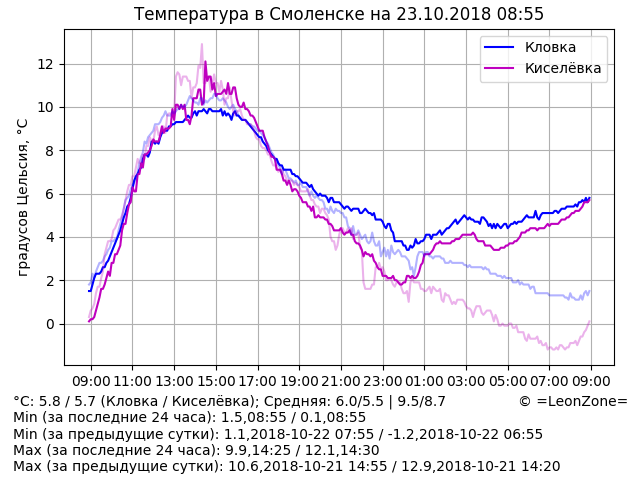 Температура в Смоленске на 23.10.2018 08:55
Кловка
Киселёвка
градусов Цельсия, °C
12
10
8
6
4
2
0
09:00 11:00 13:00 15:00 17:00 19:00 21:00 23:00 01:00 03:00 05:00 07:00 09:00
°C: 5.8 / 5.7 (Кловка / Киселёвка); Средняя: 6.0/5.5 | 9.5/8.7 © =LeonZone=
Min (за последние 24 часа): 1.5,08:55 / 0.1,08:55
Min (за предыдущие сутки): 1.1,2018-10-22 07:55 / -1.2,2018-10-22 06:55
Max (за последние 24 часа): 9.9,14:25 / 12.1,14:30
Max (за предыдущие сутки): 10.6,2018-10-21 14:55 / 12.9,2018-10-21 14:20